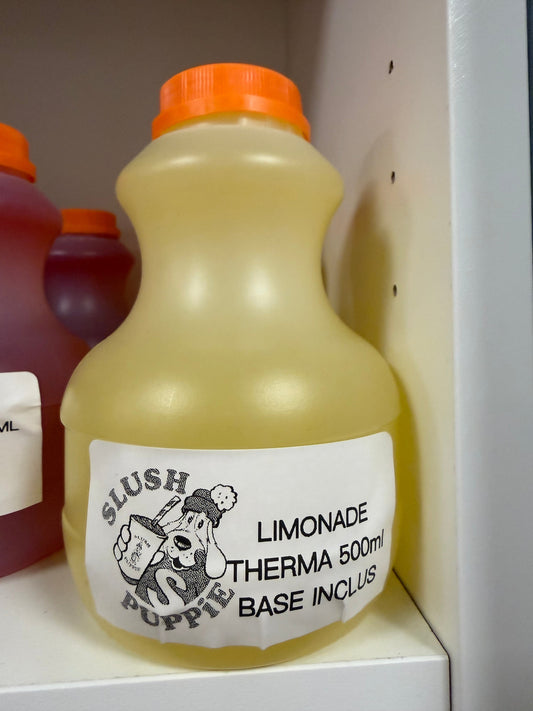 ML
SLUSH
PUPPiE
LIMONADE
THERMA 500ml
BASE INCLUS